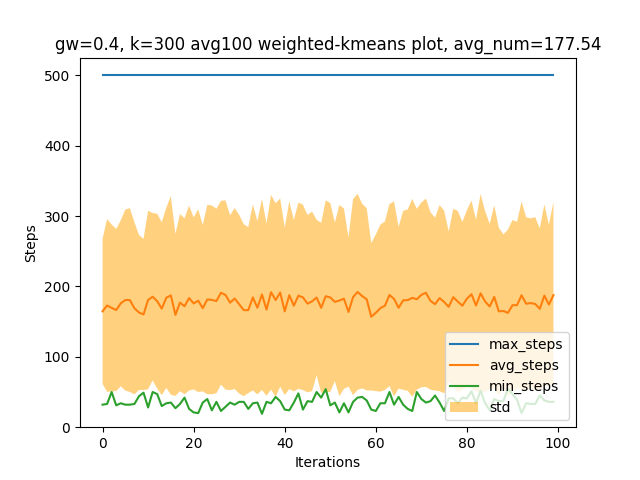 gw=0.4, k=300 avg100 weighted-kmeans plot, avg_num=177.54
500
400
300
200
100
0
Steps
max_steps
avg_steps
min_steps
std
0
20
40
60
80
100
Iterations